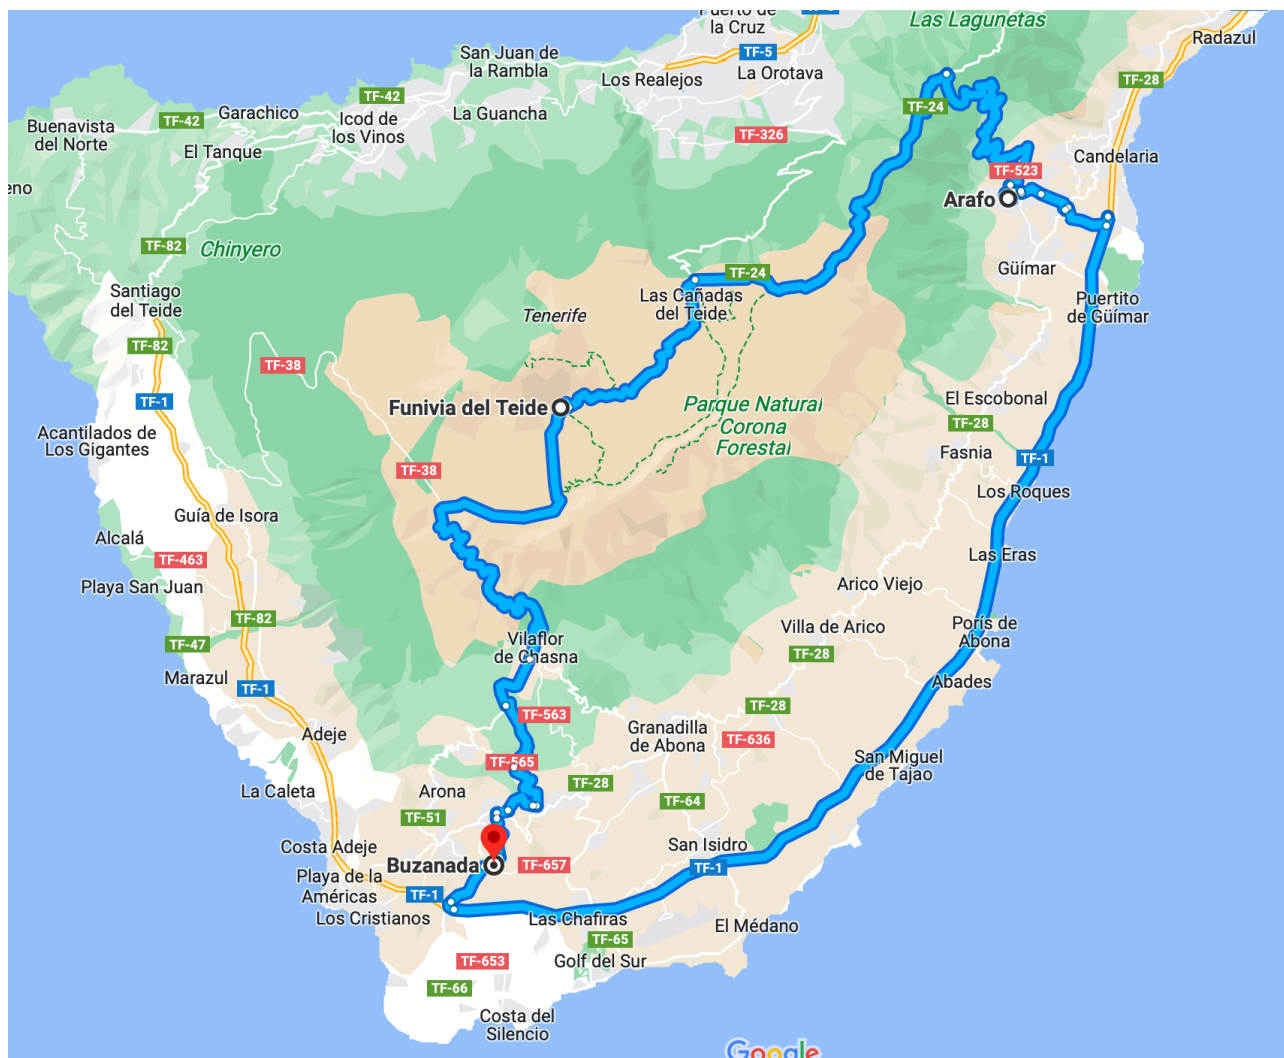 Puerto de
la Cruz
Las Lagunetas
Radazul
San Juan de
la Rambla
TF-5
Los Realejos
La Orotava
TF-28
TF-42
Garachico
La Guancha
TF-24
Buenavista
del Norte
TF-42
Icod de
los Vinos
TF-326
El Tanque
Candelaria
TF-523
eno
Arafo
TF-82
Chinyero
Güímar
TF-24
Santiago
del Teide
Las Cañadas
del Teide
Puertito
de Güímar
Tenerife
TF-82
TF-38
TF-1
Funivia del Teide
Parque Natural
Corona
Forestal
El Escobonal
TF-28
Acantilados de
Los Gigantes
Fasnia
TF-1
TF-38
Los Roques
Guía de Isora
Alcalá
TF-463
Las Eras
Playa San Juan
Arico Viejo
TF-82
Villa de Arico
Porís de
Abona
TF-47
Vilaflor
de Chasna
TF-28
Marazul
TF-1
Abades
TF-28
TF-563
Granadilla
de Abona
TF-636
Adeje
San Miguel
de Tajao
TF-565
TF-28
La Caleta
Arona
TF-64
TF-51
Costa Adeje
San Isidro
Buzanada
TF-657
TF-1
Playa de la
Américas
TF-1
Los Cristianos
Las Chafiras
El Médano
TF-65
TF-653
Golf del Sur
TF-66
Costa del
Silencio
Google